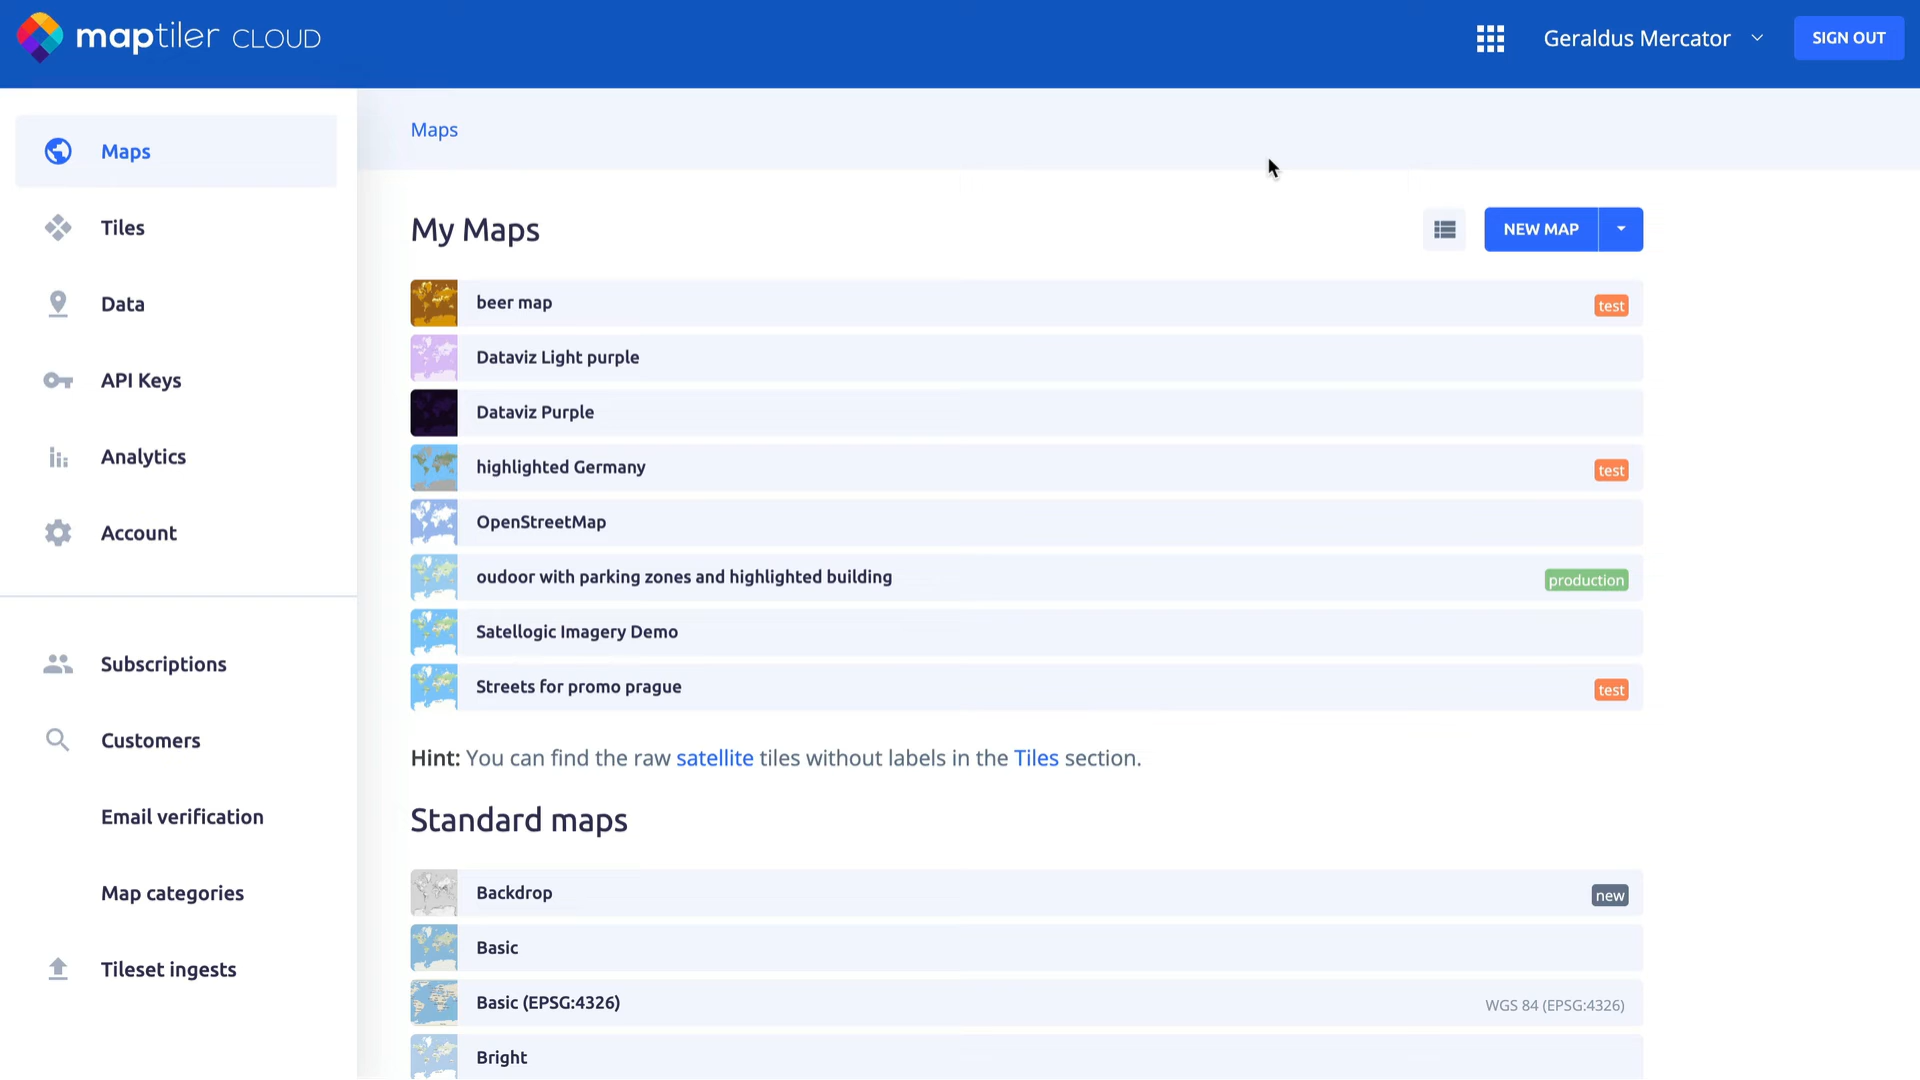 maptiler CLOUD
Geraldus Mercator
SIGN OUT
Maps
Tiles
Data
API Keys
Analytics
Account
Subscriptions
Customers
Email verification
Map categories
Tileset ingests
Maps
My Maps
NEW MAP
beer map
test
Dataviz Light purple
Dataviz Purple
highlighted Germany
test
OpenStreetMap
oudoor with parking zones and highlighted building
production
Satellogic Imagery Demo
Streets for promo prague
test
Hint: You can find the raw satellite tiles without labels in the Tiles section.
Standard maps
Backdrop
new
Basic
Basic (EPSG:4326)
WGS 84 (EPSG:4326)
Bright